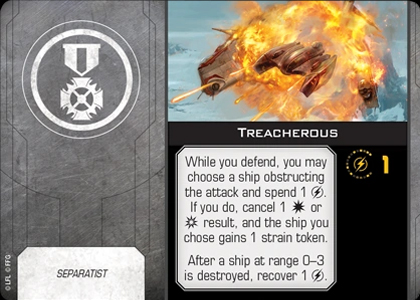 TREACHEROUS
1
While you defend, you may
choose a ship obstructing
the attack and spend 1 .
If you do, cancel 1 or
result, and the ship you
chose gains 1 strain token.
After a ship at range 0–3
is destroyed, recover 1 .
SEPARATIST
©LFL ©FFG